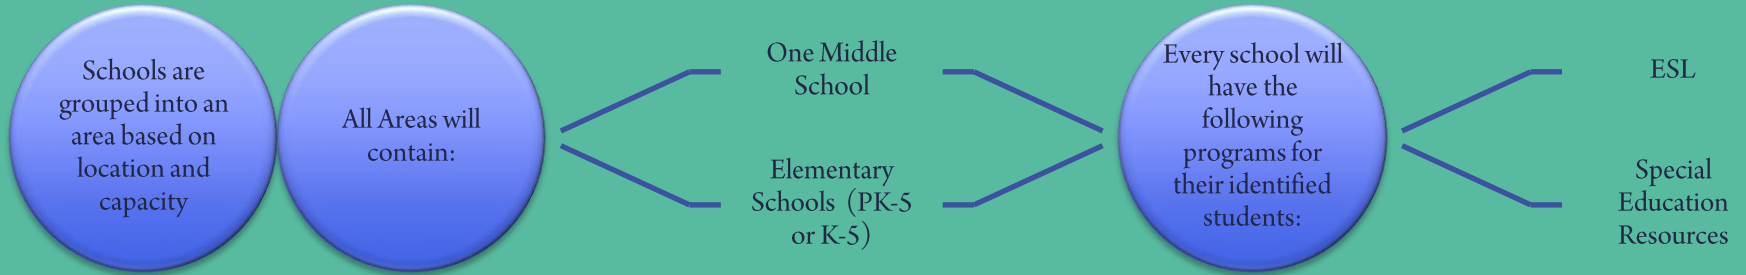 Schools are
grouped into an
area based on
location and
capacity
All Areas will
contain:
One Middle
School
Elementary
Schools (PK-5
or K-5)
Every school will
have the
following
programs for
their identified
students:
ESL
Special
Education
Resources